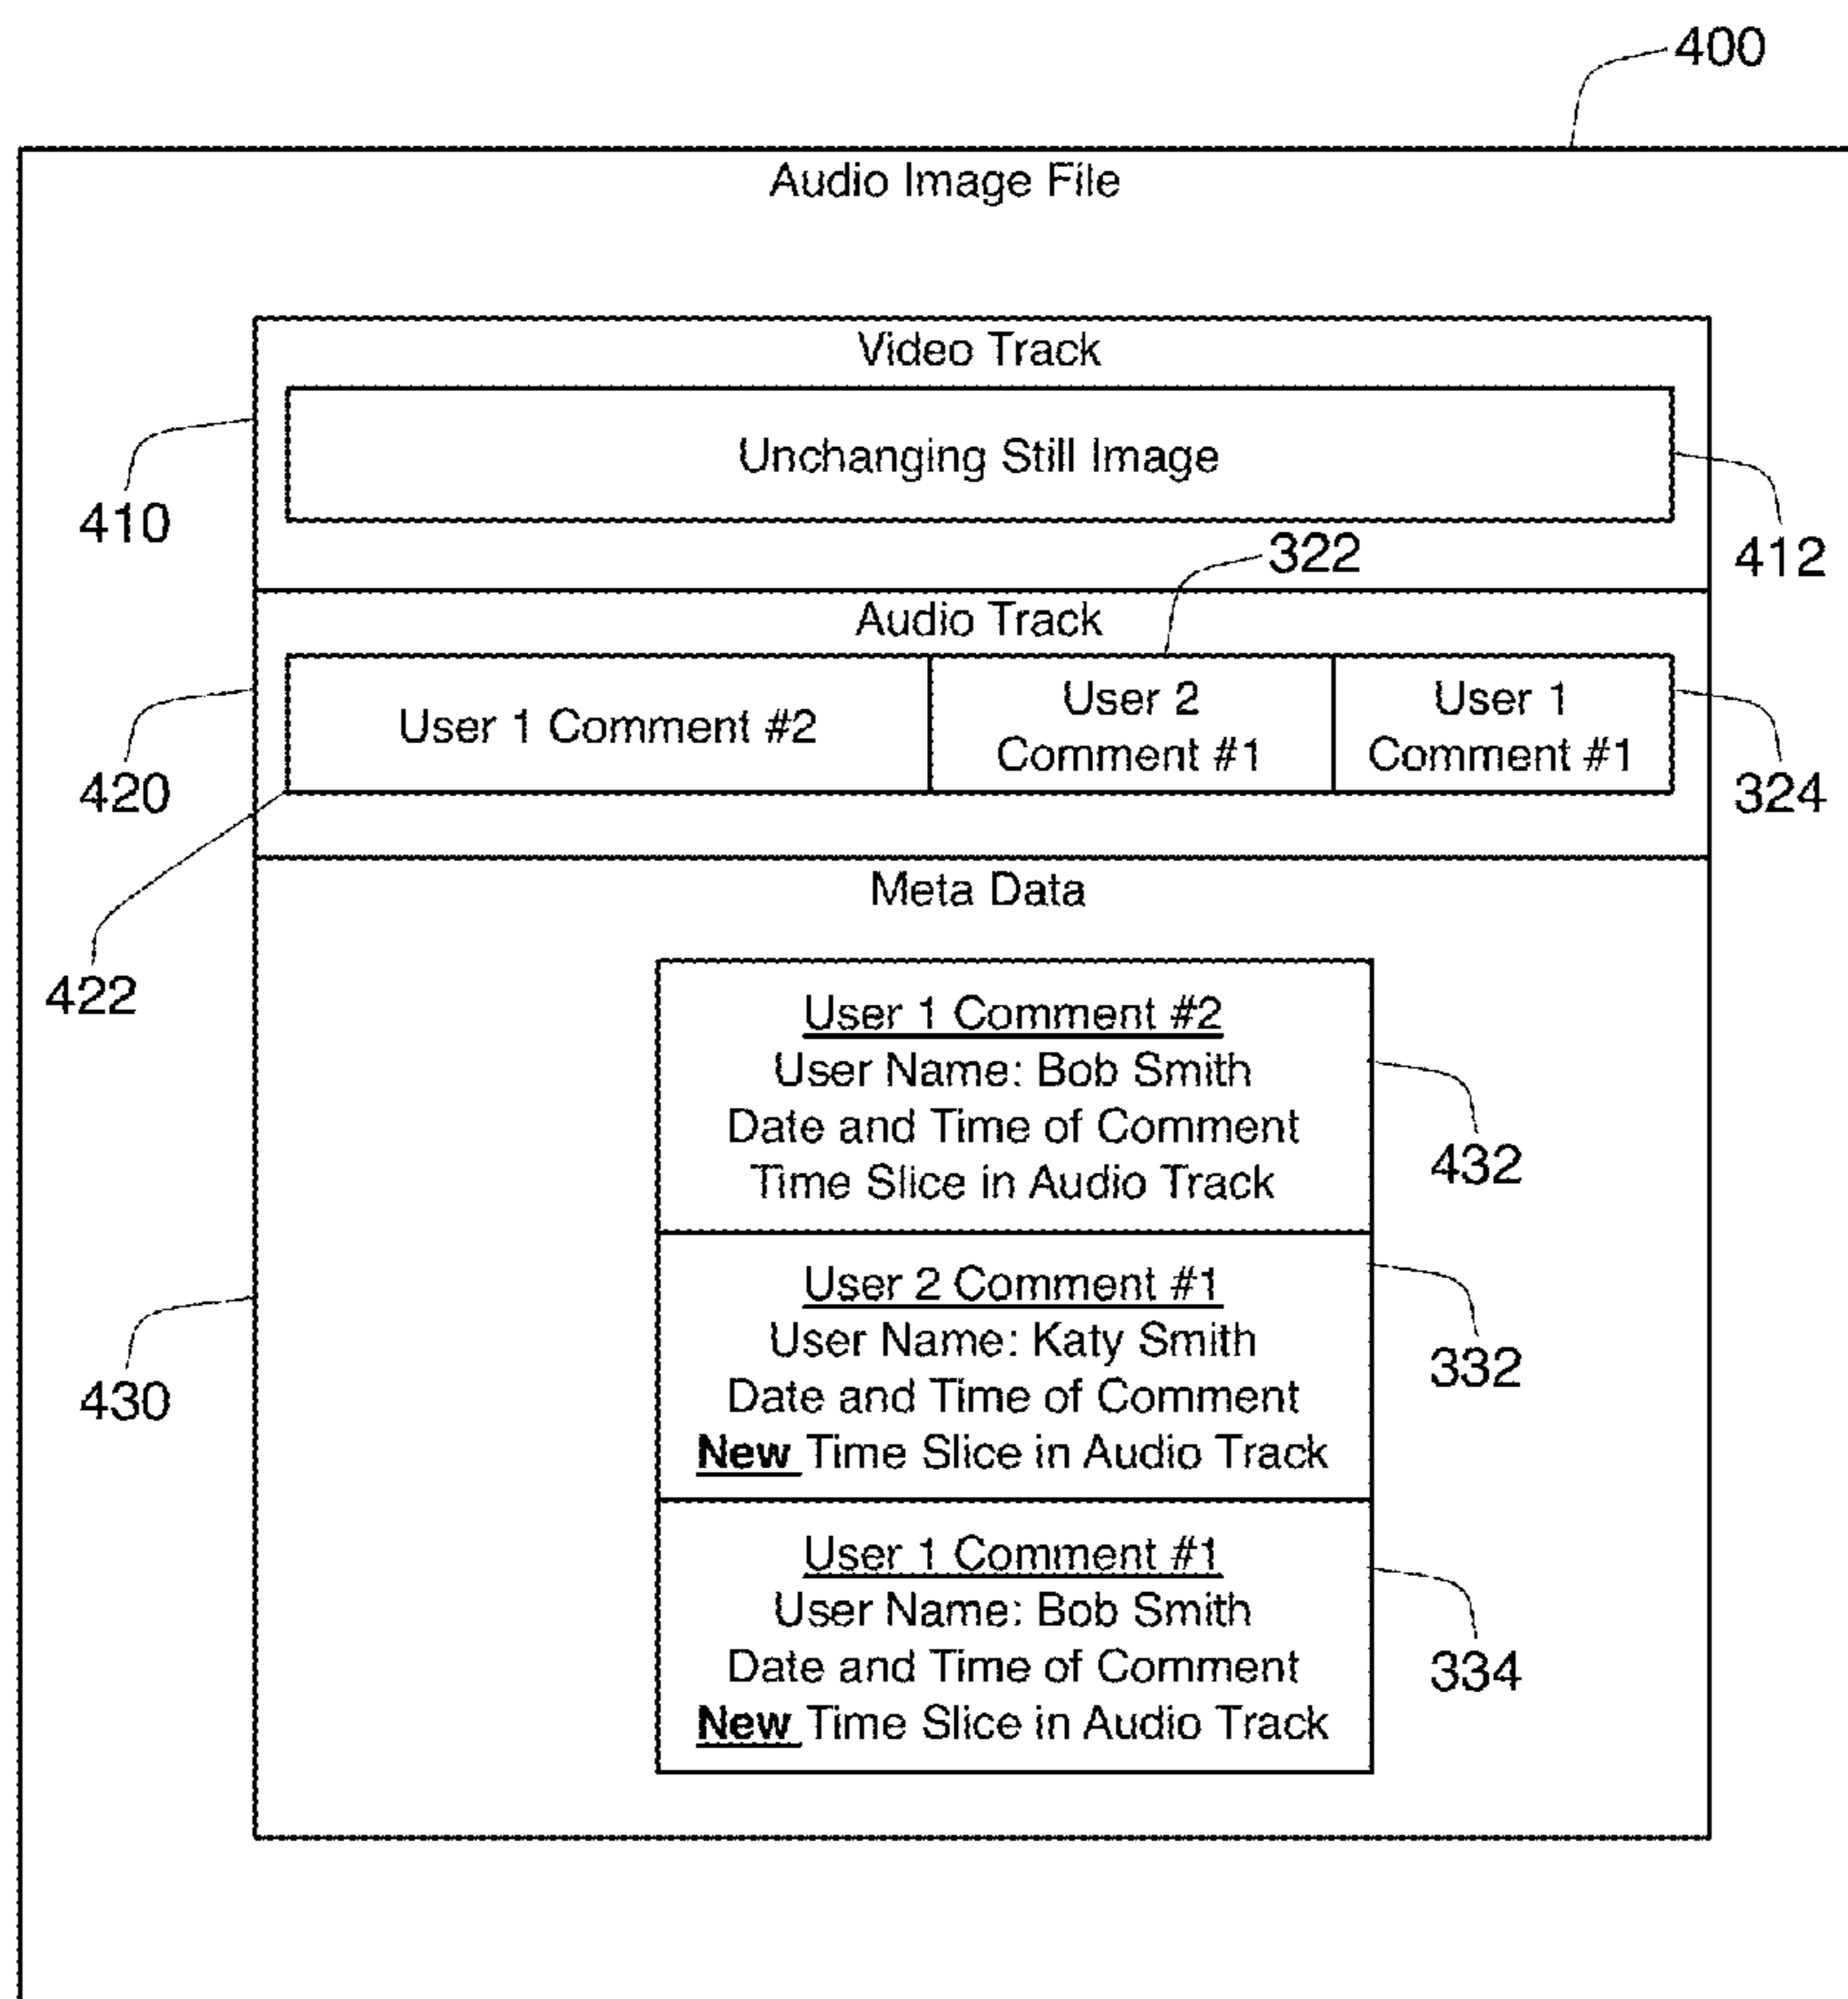 400
Audio Image File
Video Track
Unchanging Still Image
410
412
322
Audio Track
User 1 Comment #2
User 2
Comment #1
User 1
Comment #1
420
324
422
Meta Data
User 1 Comment #2
User Name: Bob Smith
Date and Time of Comment
Time Slice in Audio Track
432
User 2 Comment #1
User Name: Katy Smith
Date and Time of Comment
New Time Slice in Audio Track
332
430
User 1 Comment #1
User Name: Bob Smith
Date and Time of Comment
New Time Slice in Audio Track
334